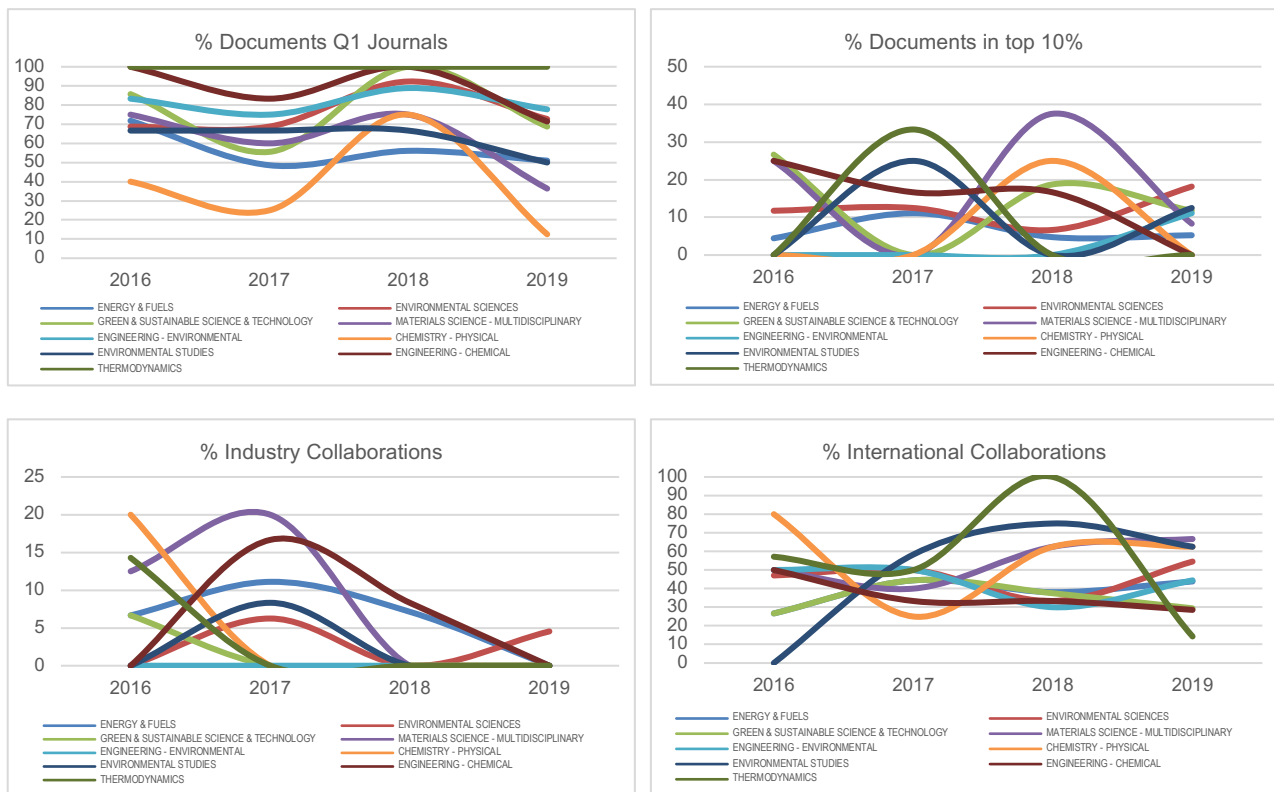 % Documents Q1 Journals
100
90
80
70
60
50
40
30
20
10
0
2016 2017 2018 2019
ENERGY & FUELS ENVIRONMENTAL SCIENCES
GREEN & SUSTAINABLE SCIENCE & TECHNOLOGY MATERIALS SCIENCE - MULTIDISCIPLINARY
ENGINEERING - ENVIRONMENTAL CHEMISTRY - PHYSICAL
ENVIRONMENTAL STUDIES ENGINEERING - CHEMICAL
THERMODYNAMICS
% Documents in top 10%
50
40
30
20
10
0
2016 2017 2018 2019
ENERGY & FUELS ENVIRONMENTAL SCIENCES
GREEN & SUSTAINABLE SCIENCE & TECHNOLOGY MATERIALS SCIENCE - MULTIDISCIPLINARY
ENGINEERING - ENVIRONMENTAL CHEMISTRY - PHYSICAL
ENVIRONMENTAL STUDIES ENGINEERING - CHEMICAL
THERMODYNAMICS
% Industry Collaborations
25
20
15
10
5
0
2016 2017 2018 2019
ENERGY & FUELS ENVIRONMENTAL SCIENCES
GREEN & SUSTAINABLE SCIENCE & TECHNOLOGY MATERIALS SCIENCE - MULTIDISCIPLINARY
ENGINEERING - ENVIRONMENTAL CHEMISTRY - PHYSICAL
ENVIRONMENTAL STUDIES ENGINEERING - CHEMICAL
THERMODYNAMICS
% International Collaborations
100
90
80
70
60
50
40
30
20
10
0
2016 2017 2018 2019
ENERGY & FUELS ENVIRONMENTAL SCIENCES
GREEN & SUSTAINABLE SCIENCE & TECHNOLOGY MATERIALS SCIENCE - MULTIDISCIPLINARY
ENGINEERING - ENVIRONMENTAL CHEMISTRY - PHYSICAL
ENVIRONMENTAL STUDIES ENGINEERING - CHEMICAL
THERMODYNAMICS